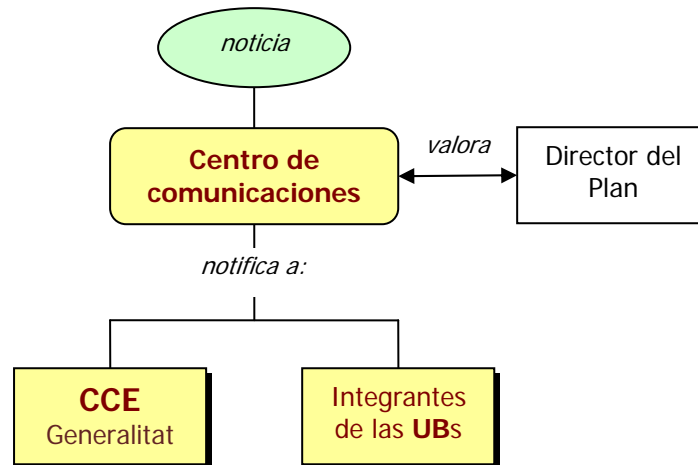 noticia
Centro de
comunicaciones
valora
Director del
Plan
notifica a:
CCE
Generalitat
Integrantes
de las UBs